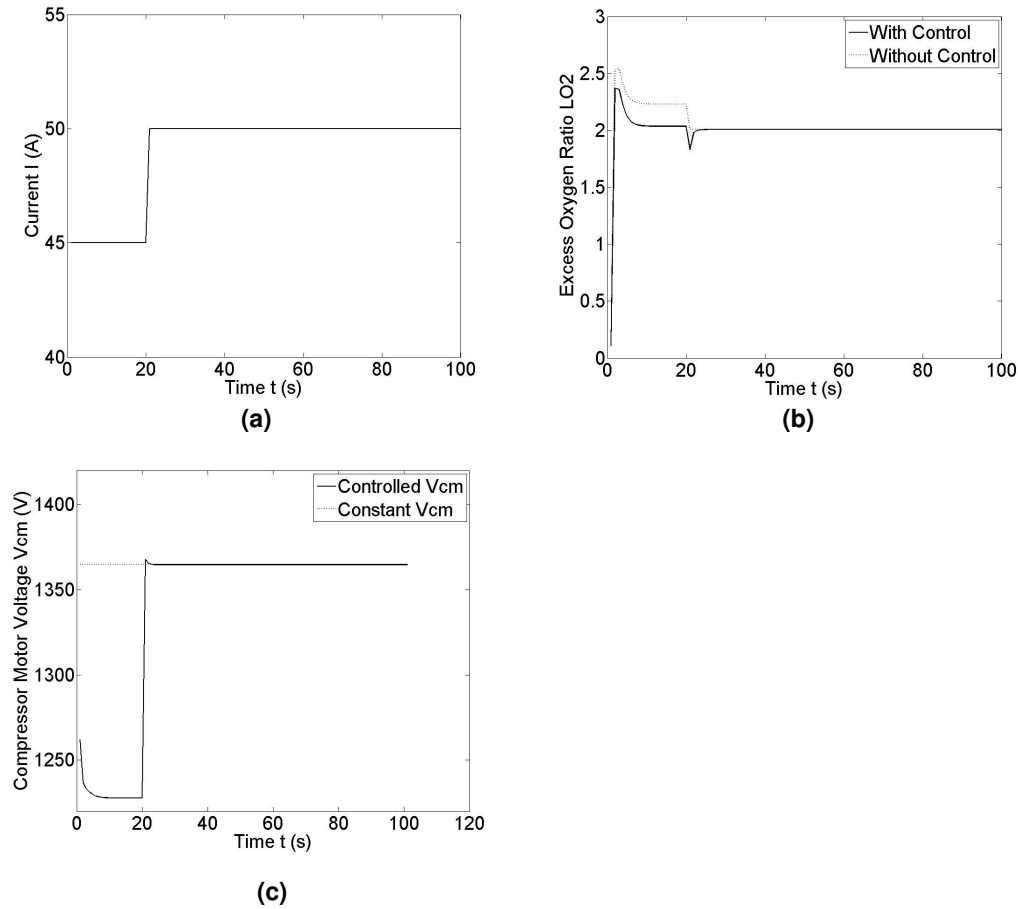 55
50
45
40
Current I (A)
0
20
40
60
80
100
Time t (s)
(a)
3
2.5
2
1.5
1
0.5
0
Excess Oxygen Ratio LO2
With Control
Without Control
0
20
40
60
80
100
Time t (s)
(b)
1400
1350
1300
1250
Compressor Motor Voltage Vcm (V)
Controlled Vcm
Constant Vcm
0
20
40
60
80
100
120
Time t (s)
(c)